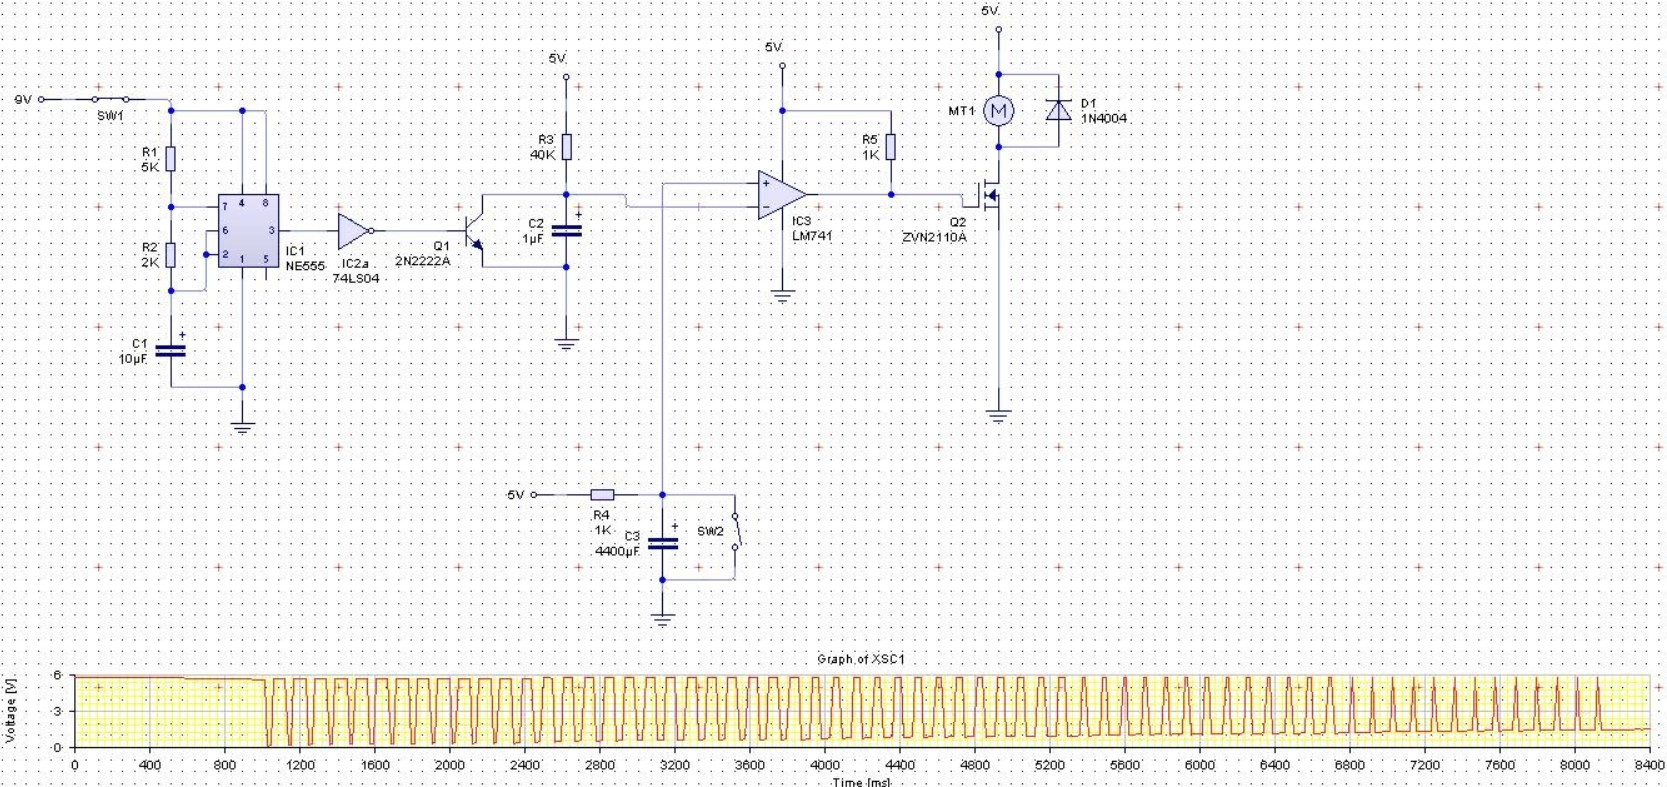 5V
5V
5V
9V
SW1
R1
5K
R3
40K
R5
1K
MT1
M
D1
1N4004
4
8
7
6
3
2
1
5
R2
2K
IC1
NE555
IC2a
74LS04
Q1
2N2222A
C2
1µF
+
+
-
IC3
LM741
Q2
ZVN2110A
C1
10µF
+
5V
R4
1K
C3
4400µF
+
SW2
Graph of XSC1
Voltage [V]
6
3
0
0 400 800 1200 1600 2000 2400 2800 3200 3600 4000 4400 4800 5200 5600 6000 6400 6800 7200 7600 8000 8400
Time [ms]